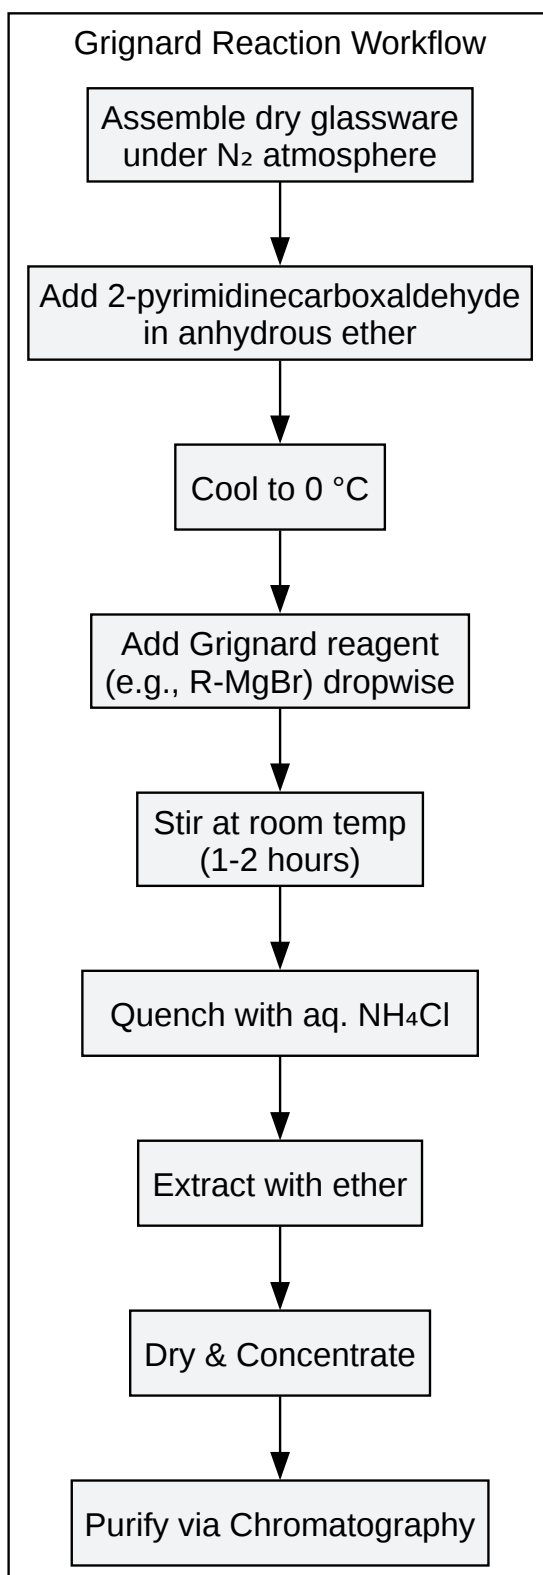 Grignard Reaction Workflow
Assemble dry glassware
under N₂ atmosphere
Add 2-pyrimidinecarboxaldehyde
in anhydrous ether
Cool to 0 °C
Add Grignard reagent
(e.g., R-MgBr) dropwise
Stir at room temp
(1-2 hours)
Quench with aq. NH₄Cl
Extract with ether
Dry & Concentrate
Purify via Chromatography